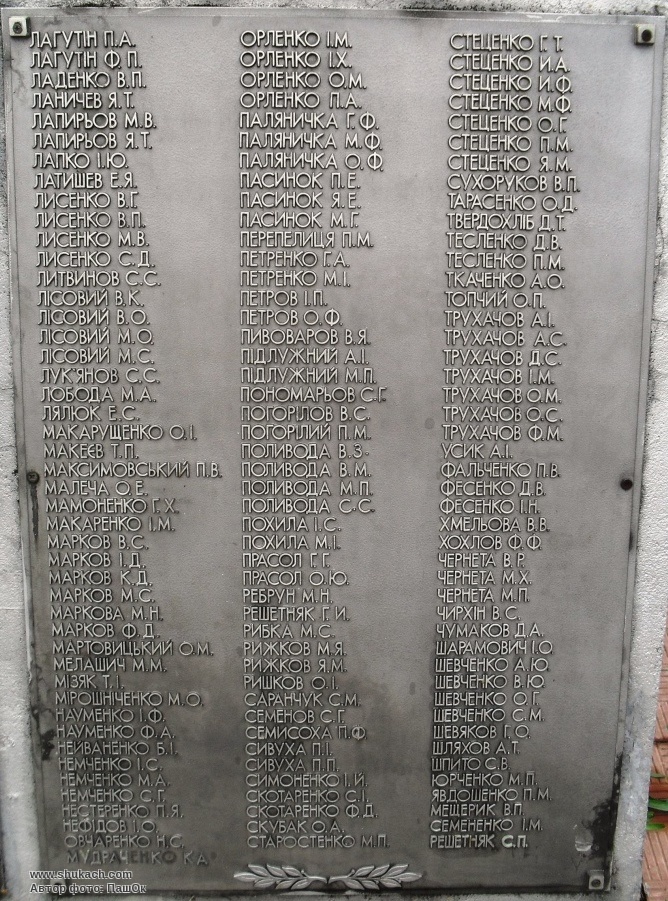 ЛАГУТІН П.А.
ЛАГУТІН Ф.П.
ЛАДЕНКО В.П.
ЛАНИЧЕВ Я.Т.
ЛАПИРЬОВ М.В.
ЛАПИРЬОВ Я.Т.
ЛАПКО І.Ю.
ЛАТИШЕВ Е.Я.
ЛИСЕНКО В.Г.
ЛИСЕНКО В.П.
ЛИСЕНКО М.В.
ЛИСЕНКО С.Д.
ЛИТВИНОВ С.С.
ЛІСОВИЙ В.К.
ЛІСОВИЙ В.О.
ЛІСОВИЙ М.О.
ЛІСОВИЙ М.С.
ЛУК'ЯНОВ С.С.
ЛОБОДА М.А.
ЛЯЛЮК Е.С.
МАКАРУЩЕНКО О.І.
МАКЕЄВ Т.П.
МАКСИМОВСЬКИЙ П.В.
МАЛЕЧА О.Е.
МАМОНЕНКО Г.Х.
МАКАРЕНКО І.М.
МАРКОВ В.С.
МАРКОВ І.Д.
МАРКОВ К.Д.
МАРКОВ М.С.
МАРКОВА М.Н.
МАРКОВ Ф.Д.
МАРТОВИЦЬКИЙ О.М.
МЕЛАШИЧ М.М.
МІЗЯК Т.І.
МІРОШНІЧЕНКО М.О.
НАУМЕНКО І.Ф.
НАУМЕНКО Ф.А.
НЕЙВАНЕНКО Б.І.
НЕМЧЕНКО І.С.
НЕМЧЕНКО М.А.
НЕМЧЕНКО С.Г.
НЕСТЕРЕНКО П.Я.
НЕФІДОВ І.О.
ОВЧАРЕНКО Н.С.
МУДРАЧЕНКО К.А.
ОРЛЕНКО І.М.
ОРЛЕНКО І.Х.
ОРЛЕНКО О.М.
ОРЛЕНКО П.А.
ПАЛЯНИЧКА Г.Ф.
ПАЛЯНИЧКА М.Ф.
ПАЛЯНИЧКА О.Ф.
ПАСИНОК П.Е.
ПАСИНОК Я.Е.
ПАСИНОК М.Г.
ПЕРЕПЕЛИЦЯ П.М.
ПЕТРЕНКО Г.А.
ПЕТРЕНКО М.І.
ПЕТРОВ І.П.
ПЕТРОВ О.Ф.
ПИВОВАРОВ В.Я.
ПІДЛУЖНИЙ А.І.
ПІДЛУЖНИЙ М.П.
ПОНОМАРЬОВ С.Г.
ПОГОРІЛОВ В.С.
ПОГОРІЛИЙ П.М.
ПОЛИВОДА В.З.
ПОЛИВОДА В.М.
ПОЛИВОДА М.П.
ПОЛИВОДА С.С.
ПОХИЛА І.С.
ПОХИЛА М.І.
ПРАСОЛ Г.Г.
ПРАСОЛ О.Ю.
РЕБРУН М.Н.
РЕШЕТНЯК Г.И.
РИБКА М.С.
РИЖКОВ М.Я.
РИЖКОВ Я.М.
РИШКОВ О.І.
САРАНЧУК С.М.
СЕМЕНОВ С.Г.
СЕМИСОХА П.Ф.
СИВУХА П.І.
СИВУХА П.П.
СИМОНЕНКО І.Й.
СКОТАРЕНКО С.І.
СКОТАРЕНКО Ф.Д.
СКУБАК О.А.
СТАРОСТЕНКО М.П.
СТЕЦЕНКО Г.Т.
СТЕЦЕНКО И.А.
СТЕЦЕНКО И.Ф.
СТЕЦЕНКО М.Ф.
СТЕЦЕНКО О.Г.
СТЕЦЕНКО П.М.
СТЕЦЕНКО Я.М.
СУХОРУКОВ В.П.
ТАРАСЕНКО О.Д.
ТВЕРДОХЛІБ Д.Т.
ТЕСЛЕНКО Д.В.
ТЕСЛЕНКО П.М.
ТКАЧЕНКО А.О.
ТОПЧИЙ О.П.
ТРУХАЧОВ А.І.
ТРУХАЧОВ А.С.
ТРУХАЧОВ Д.С.
ТРУХАЧОВ І.М.
ТРУХАЧОВ О.М.
ТРУХАЧОВ О.С.
ТРУХАЧОВ Ф.М.
УСИК А.І.
ФАЛЬЧЕНКО П.В.
ФЕСЕНКО Д.В.
ФЕСЕНКО І.Н.
ХМЕЛЬОВА В.В.
ХОХЛОВ Ф.Ф.
ЧЕРНЕТА В.Р.
ЧЕРНЕТА М.Х.
ЧЕРНЕТА М.П.
ЧИРХІН В.С.
ЧУМАКОВ Д.А.
ШАРАМОВИЧ І.О.
ШЕВЧЕНКО А.Ю.
ШЕВЧЕНКО В.Ю.
ШЕВЧЕНКО О.Г.
ШЕВЧЕНКО С.М.
ШЕВЯКОВ Г.О.
ШЛЯХОВ А.Т.
ШПИТО С.В.
ЮРЧЕНКО М.П.
ЯВДОШЕНКО П.М.
МЕЩЕРИК В.П.
СЕМЕНЕНКО І.М.
РЕШЕТНЯК С.П.
www.shukach.com
Автор фото: ПашОк